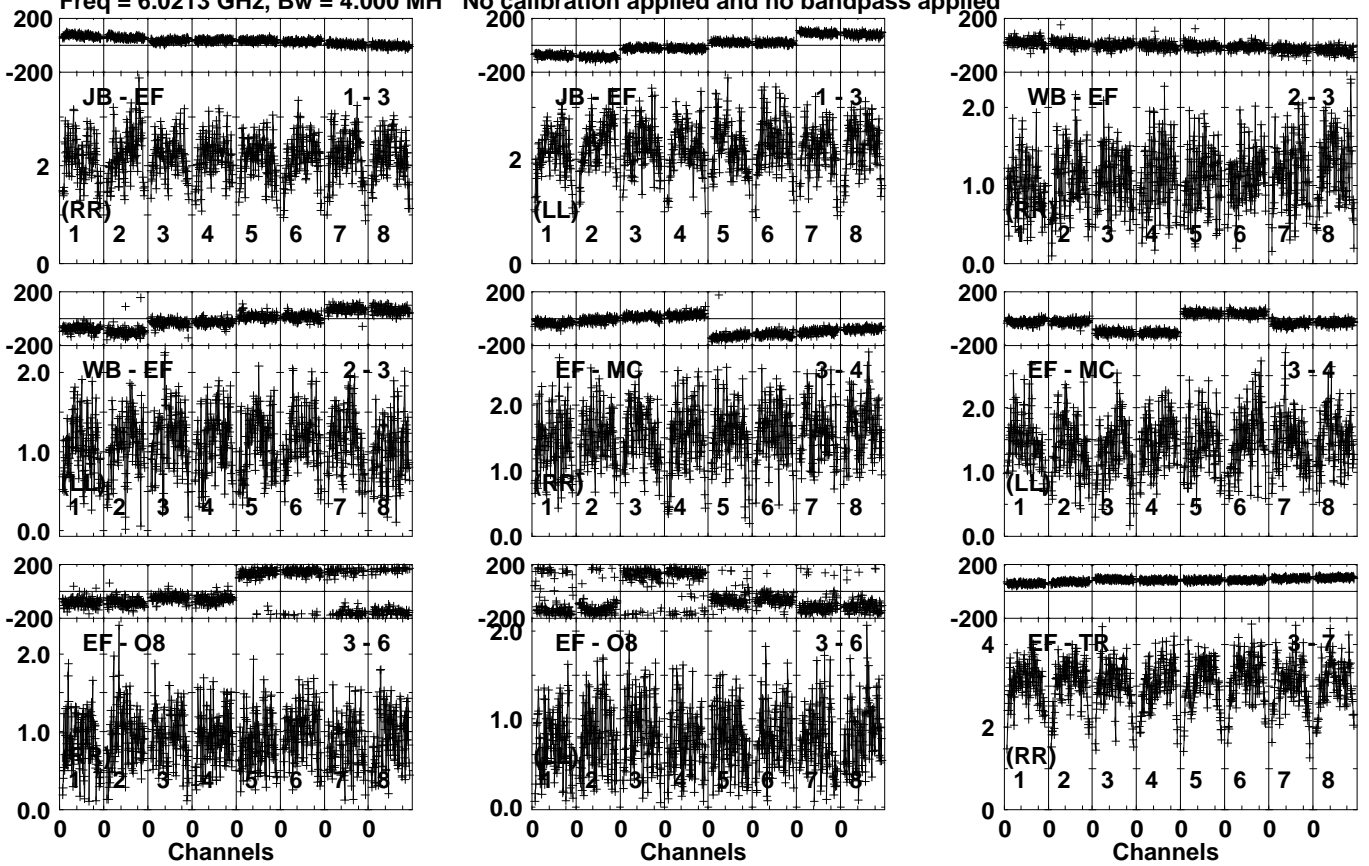 Freq = 6.0213 GHz, Bw = 4.000 MH No calibration applied and no bandpass applied
200 200 200
-200 -200 -200
JB - EF 1 - 3 JB - EF 1 - 3 WB - EF 2 - 3
2.0
2 2
1.0
(RR) (LL) (RR)
1 2 3 4 5 6 7 8 1 2 3 4 5 6 7 8 1 2 3 4 5 6 7 8
0 0 0.0
200 200 200
-200 -200 -200
WB - EF 2 - 3 EF - MC 3 - 4 EF - MC 3 - 4
2.0 2.0 2.0
1.0 1.0 1.0
(LL) (RR) (LL)
1 2 3 4 5 6 7 8 1 2 3 4 5 6 7 8 1 2 3 4 5 6 7 8
0.0 0.0 0.0
200 200 200
-200 -200 -200
EF - O8 3 - 6 EF - O8 3 - 6 EF - TR 3 - 7
2.0 2.0 4
1.0 1.0 2
(RR) (LL) (RR)
1 2 3 4 5 6 7 8 1 2 3 4 5 6 7 8 1 2 3 4 5 6 7 8
0.0 0.0 0
0 0 0 0 0 0 0 0 0 0 0 0 0 0 0 0 0 0 0 0 0 0 0 0
Channels Channels Channels